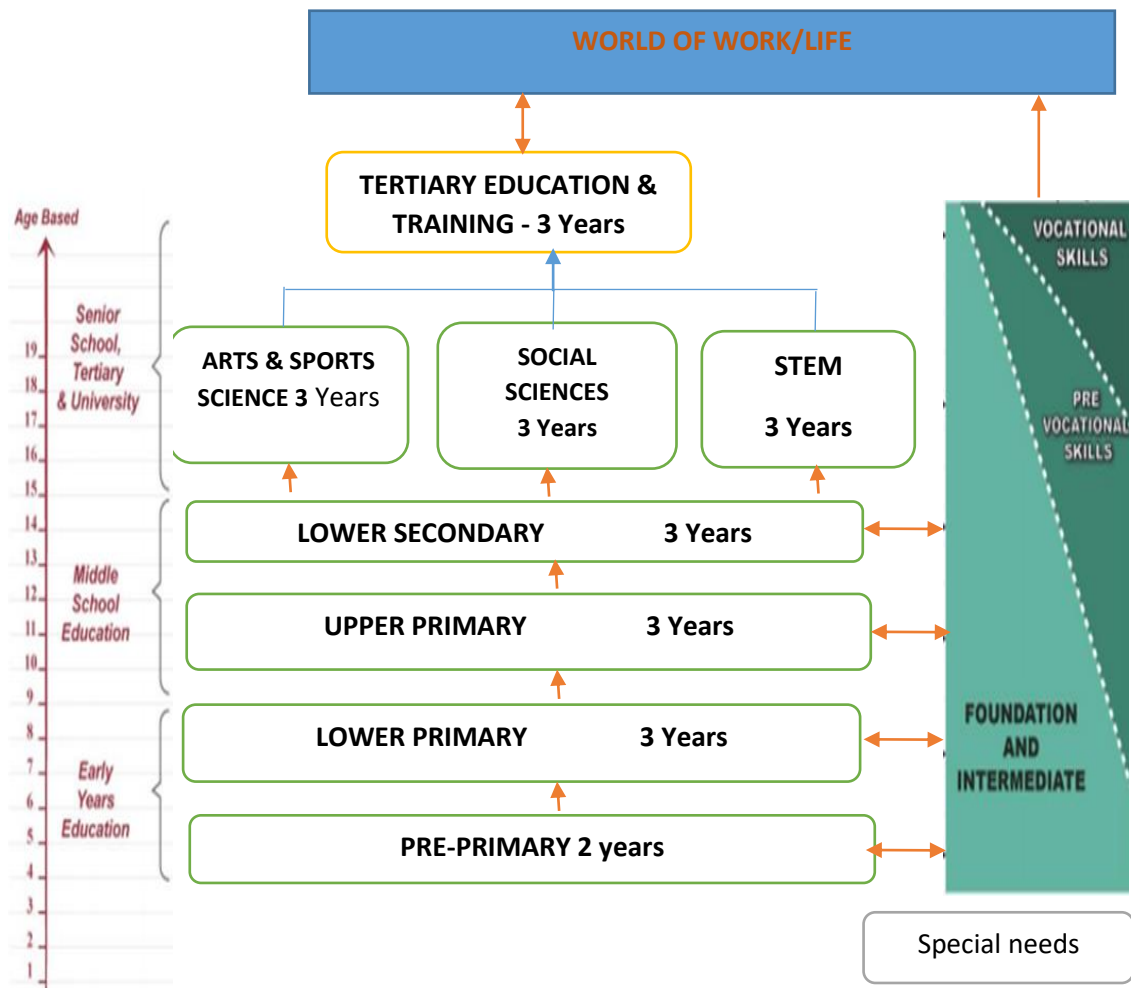 WORLD OF WORK/LIFE
TERTIARY EDUCATION &
TRAINING - 3 Years
Age Based
Senior
School,
Tertiary
& University
Middle
School
Education
Early
Years
Education
19
18
17
16
15
14
13
12
11
10
9
8
7
6
5
4
3
2
1
ARTS & SPORTS
SCIENCE 3 Years
SOCIAL
SCIENCES
3 Years
STEM
3 Years
LOWER SECONDARY 3 Years
UPPER PRIMARY 3 Years
LOWER PRIMARY 3 Years
PRE-PRIMARY 2 years
VOCATIONAL
SKILLS
PRE
VOCATIONAL
SKILLS
FOUNDATION
AND
INTERMEDIATE
Special needs